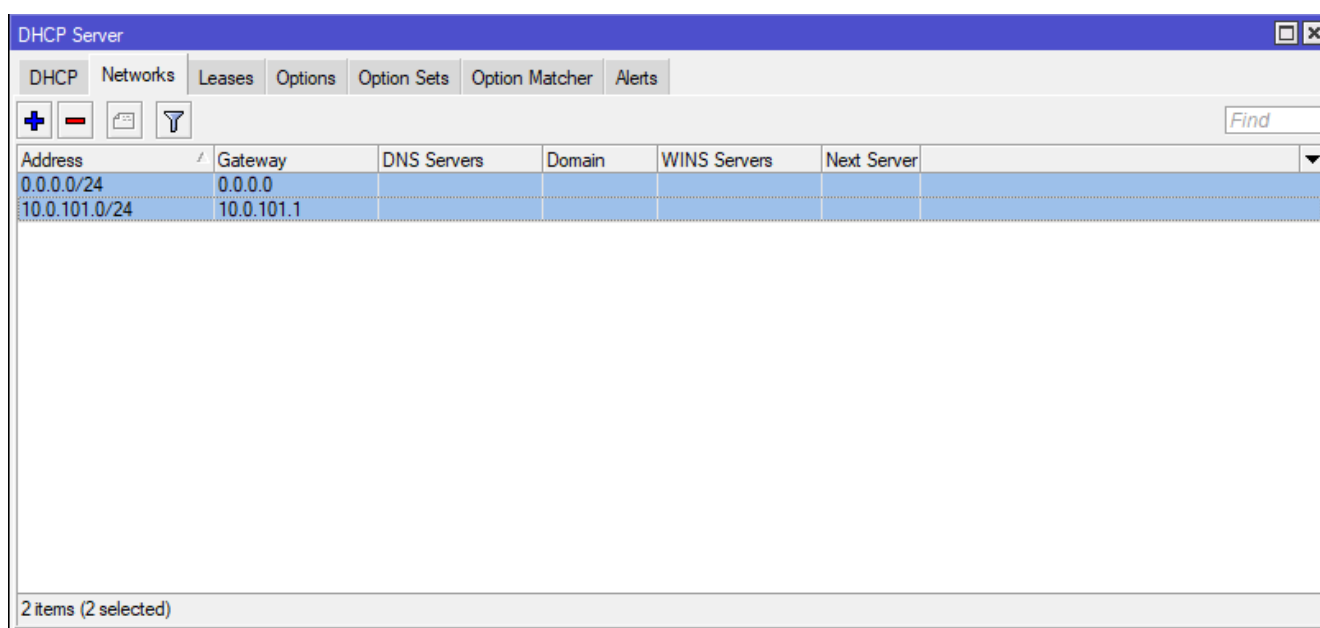 DHCP Server
DHCP Networks Leases Options Option Sets Option Matcher Alerts
Find
Address Gateway DNS Servers Domain WINS Servers Next Server
0.0.0.0/24 0.0.0.0
10.0.101.0/24 10.0.101.1
2 items (2 selected)